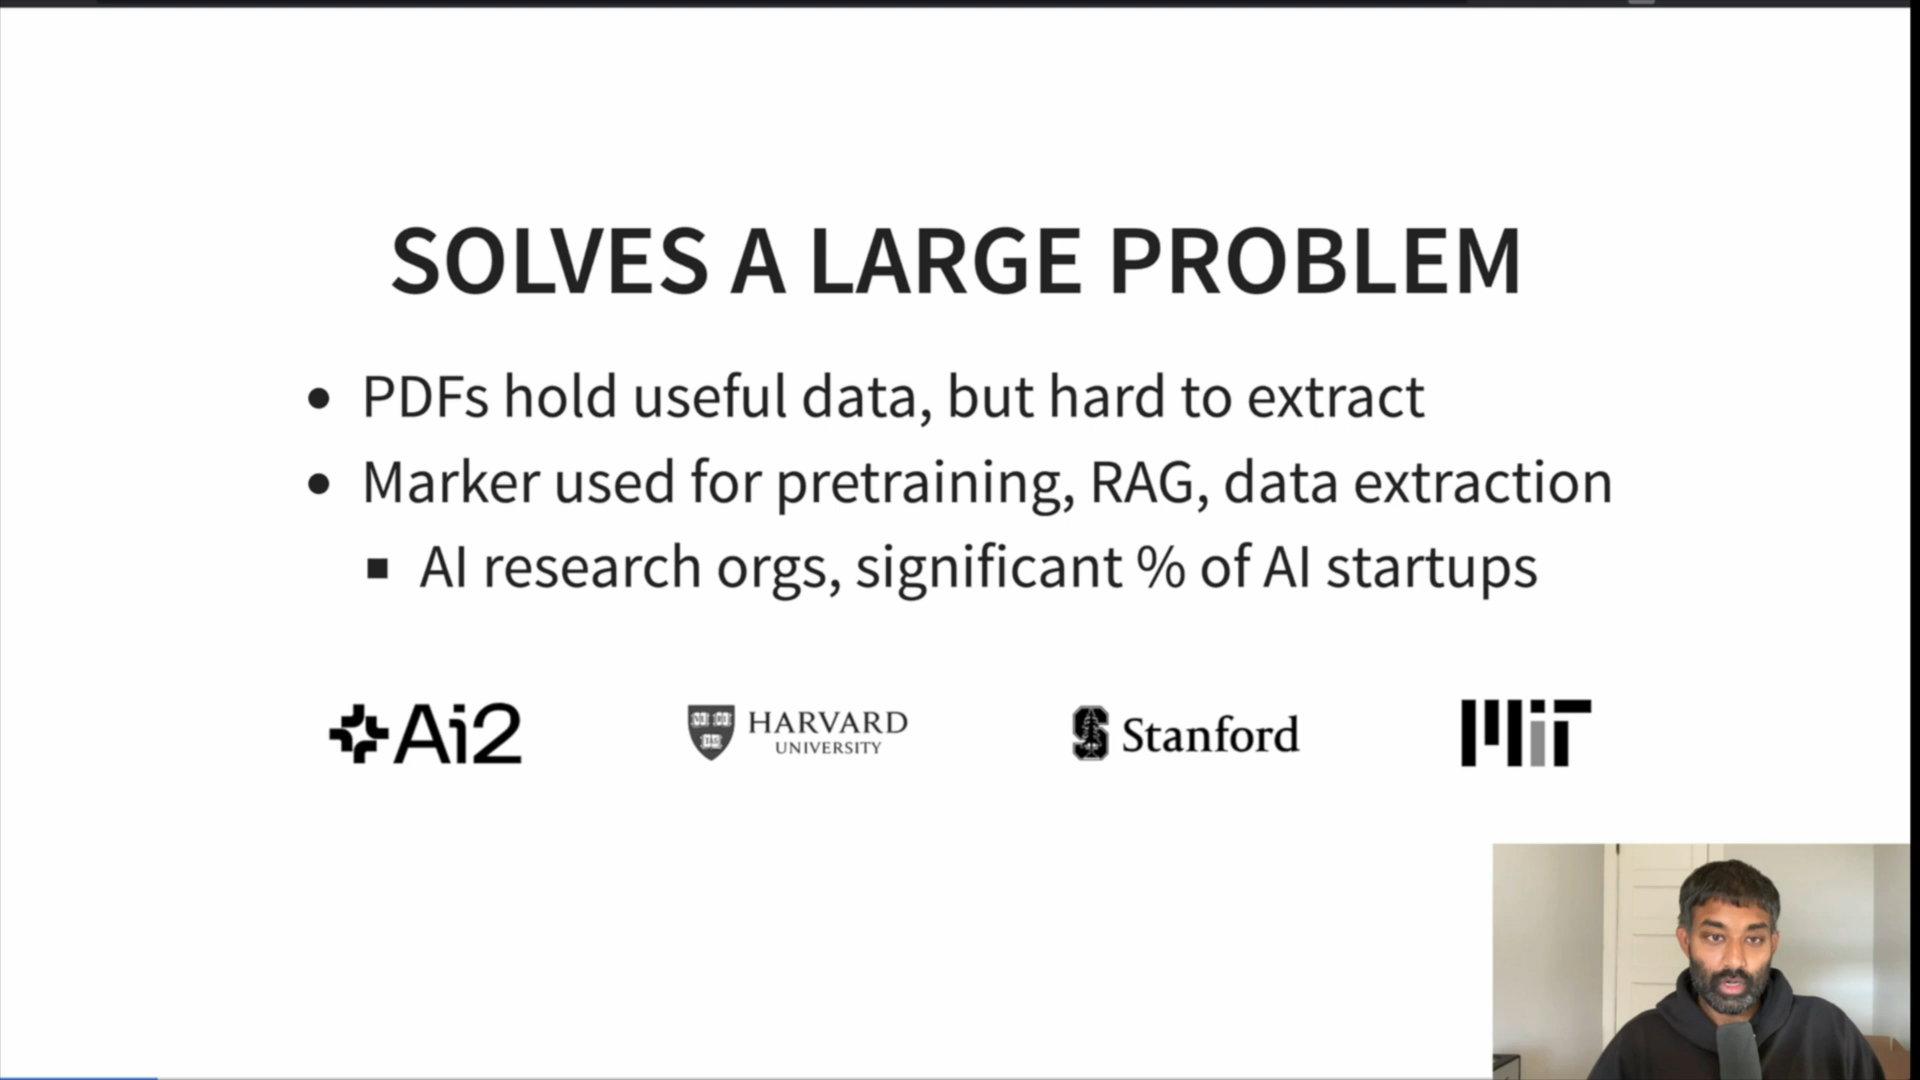 SOLVES A LARGE PROBLEM
PDFs hold useful data, but hard to extract
Marker used for pretraining, RAG, data extraction
AI research orgs, significant % of AI startups
Ai2
HARVARD
UNIVERSITY
Stanford
MiT